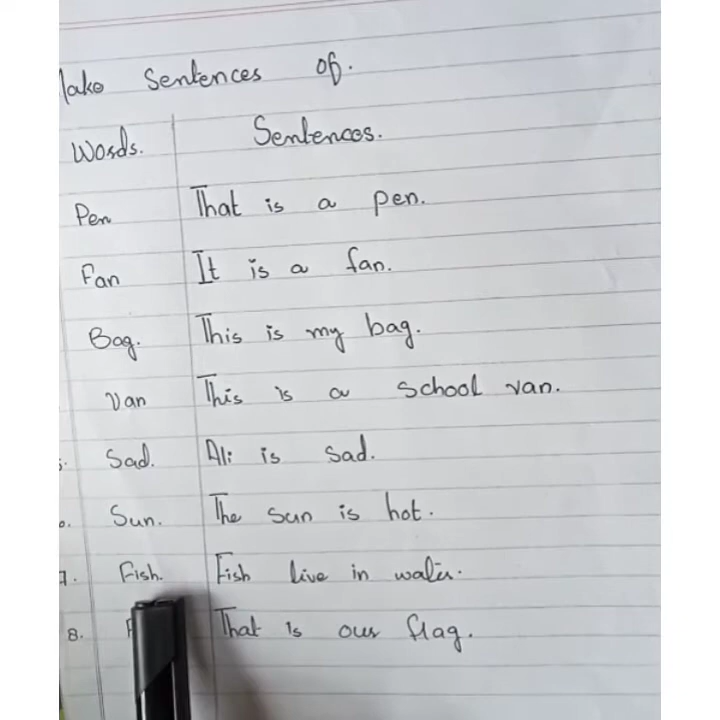 Make Sentences of.
Words. Sentences.
Pen That is a pen.
Fan It is a fan.
Bag. This is my bag.
Van This is a school van.
5. Sad. Ali is sad.
6. Sun. The sun is hot.
7. Fish. Fish live in water.
8. That is our flag.